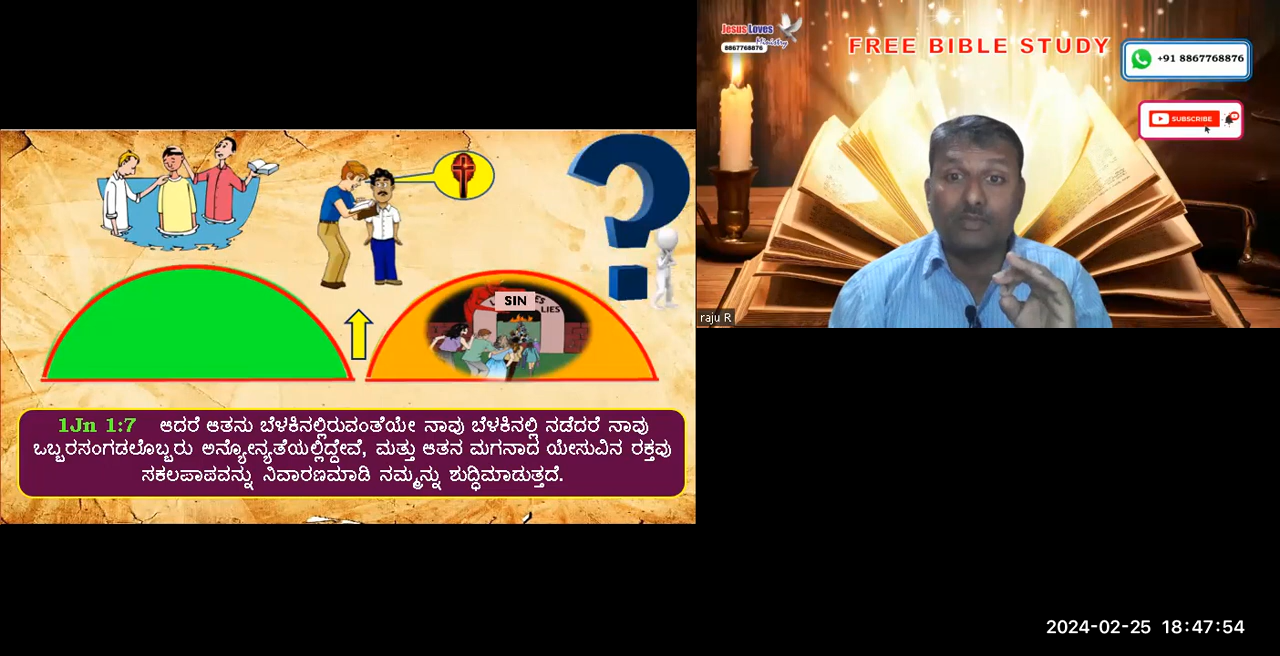 SIN
LIES
1Jn 1:7 ಆದರೆ ಆತನು ಬೆಳಕಿನಲ್ಲಿರುವಂತೆಯೇ ನಾವು ಬೆಳಕಿನಲ್ಲಿ ನಡೆದರೆ ನಾವು
ಒಬ್ಬರಸಂಗಡಲೊಬ್ಬರು ಅನ್ಯೋನ್ಯತೆಯಲ್ಲಿದ್ದೇವೆ, ಮತ್ತು ಆತನ ಮಗನಾದ ಯೇಸುವಿನ ರಕ್ತವು
ಸಕಲಪಾಪವನ್ನು ನಿವಾರಣಮಾಡಿ ನಮ್ಮನ್ನು ಶುದ್ಧಿಮಾಡುತ್ತದೆ.
Jesus Loves
Ministry
8867768876
FREE BIBLE STUDY
+91 8867768876
SUBSCRIBE
raju R
2024-02-25 18:47:54